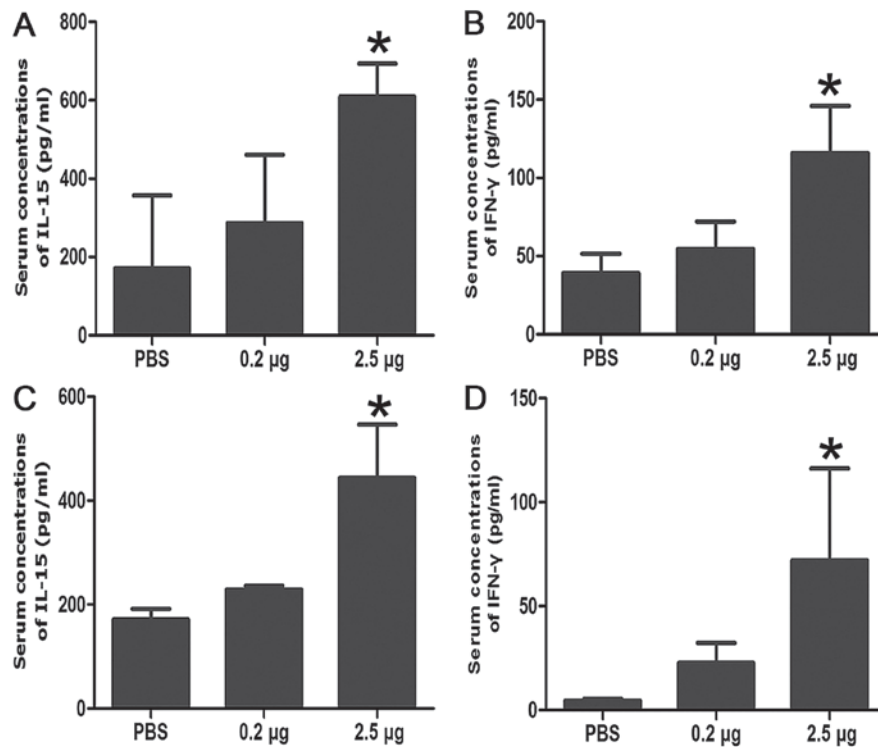 A
Serum concentrations
of IL-15 (pg/ml)
800
600
400
200
0
*
PBS
0.2 µg
2.5 µg
B
Serum concentrations
of IFN-γ (pg/ml)
200
150
100
50
0
*
PBS
0.2 µg
2.5 µg
C
Serum concentrations
of IL-15 (pg/ml)
600
400
200
0
*
PBS
0.2 µg
2.5 µg
D
Serum concentrations
of IFN-γ (pg/ml)
150
100
50
0
*
PBS
0.2 µg
2.5 µg